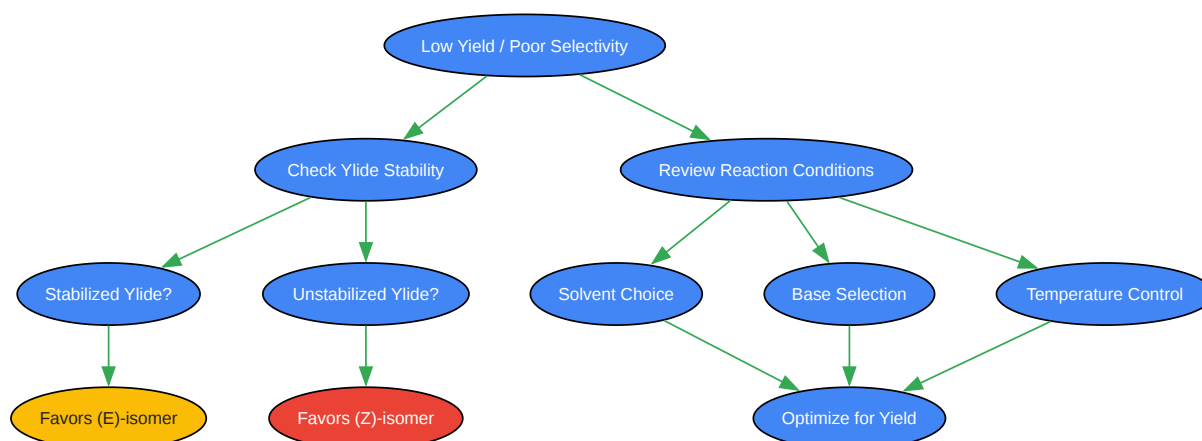 Low Yield / Poor Selectivity
Check Ylide Stability
Review Reaction Conditions
Stabilized Ylide?
Unstabilized Ylide?
Solvent Choice
Base Selection
Temperature Control
Favors (E)-isomer
Favors (Z)-isomer
Optimize for Yield